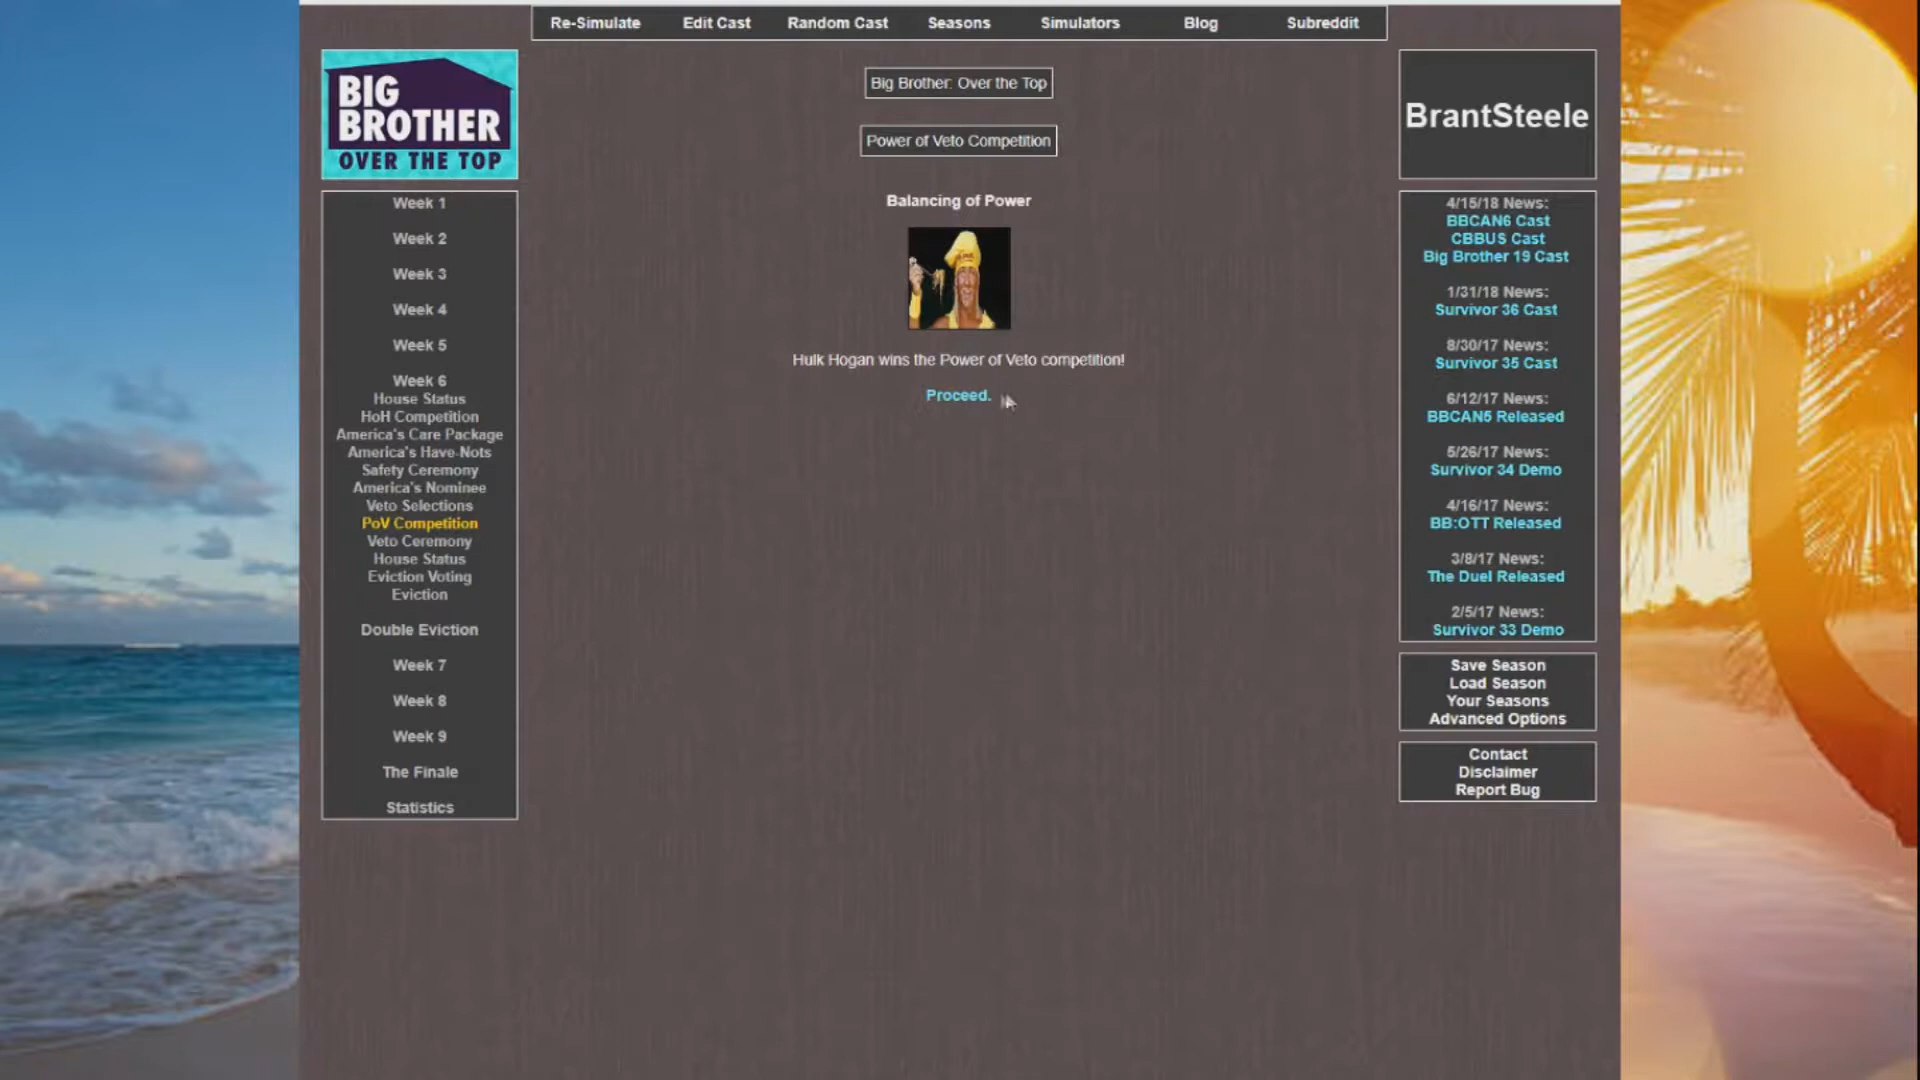 Re-Simulate Edit Cast Random Cast Seasons Simulators Blog Subreddit
BIG
BROTHER
OVER THE TOP
Week 1
Week 2
Week 3
Week 4
Week 5
Week 6
House Status
HoH Competition
America's Care Package
America's Have-Nots
Safety Ceremony
America's Nominee
Veto Selections
PoV Competition
Veto Ceremony
House Status
Eviction Voting
Eviction
Double Eviction
Week 7
Week 8
Week 9
The Finale
Statistics
Big Brother: Over the Top
Power of Veto Competition
Balancing of Power
Hulk Hogan wins the Power of Veto competition!
Proceed.
BrantSteele
4/15/18 News:
BBCAN6 Cast
CBBUS Cast
Big Brother 19 Cast
1/31/18 News:
Survivor 36 Cast
8/30/17 News:
Survivor 35 Cast
6/12/17 News:
BBCAN5 Released
5/26/17 News:
Survivor 34 Demo
4/16/17 News:
BB:OTT Released
3/8/17 News:
The Duel Released
2/5/17 News:
Survivor 33 Demo
Save Season
Load Season
Your Seasons
Advanced Options
Contact
Disclaimer
Report Bug